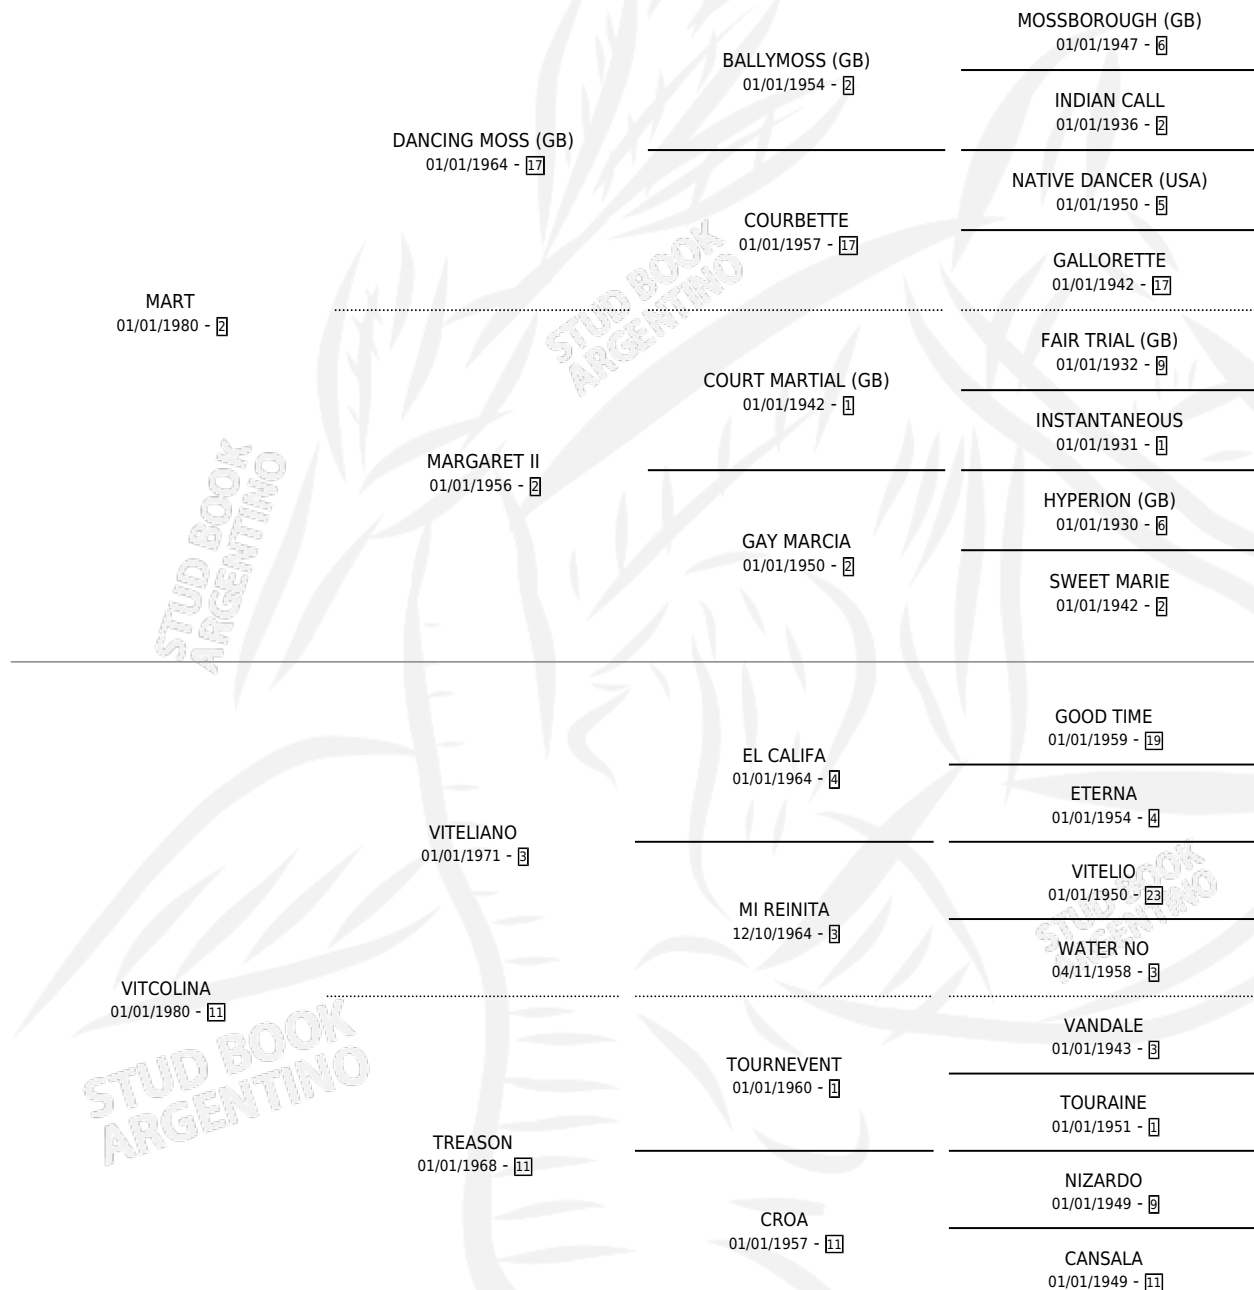 MOSSBOROUGH (GB)
01/01/1947 - 6
BALLYMOSS (GB)
01/01/1954 - 2
INDIAN CALL
01/01/1936 - 2
DANCING MOSS (GB)
01/01/1964 - 17
NATIVE DANCER (USA)
01/01/1950 - 5
COURBETTE
01/01/1957 - 17
GALLORETTE
01/01/1942 - 17
MART
01/01/1980 - 2
FAIR TRIAL (GB)
01/01/1932 - 9
COURT MARTIAL (GB)
01/01/1942 - 1
INSTANTANEOUS
01/01/1931 - 1
MARGARET II
01/01/1956 - 2
HYPERION (GB)
01/01/1930 - 6
GAY MARCIA
01/01/1950 - 2
SWEET MARIE
01/01/1942 - 2
GOOD TIME
01/01/1959 - 19
EL CALIFA
01/01/1964 - 4
ETERNA
01/01/1954 - 4
VITELIANO
01/01/1971 - 3
VITELIO
01/01/1950 - 23
MI REINITA
12/10/1964 - 3
WATER NO
04/11/1958 - 3
VITCOLINA
01/01/1980 - 11
VANDALE
01/01/1943 - 3
TOURNEVENT
01/01/1960 - 1
TOURAINE
01/01/1951 - 1
TREASON
01/01/1968 - 11
NIZARDO
01/01/1949 - 9
CROA
01/01/1957 - 11
CANSALA
01/01/1949 - 11
STUD BOOK
ARGENTINO
STUD BOOK
ARGENTINO
STUD BOOK
ARGENTINO
STUD BOOK
ARGENTINO